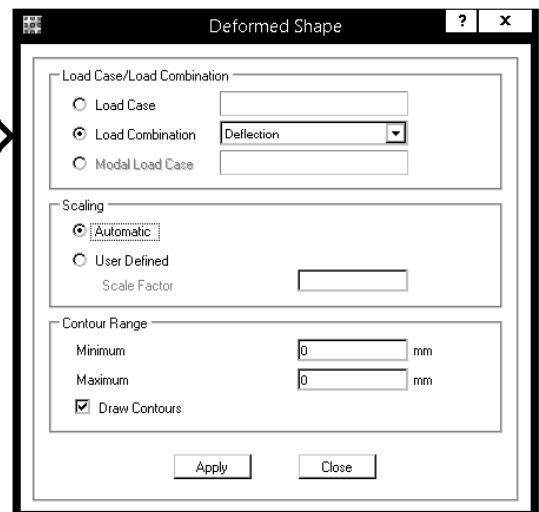 Deformed Shape ? X
Load Case/Load Combination
Load Case
Load Combination Deflection
Modal Load Case
Scaling
Automatic
User Defined
Scale Factor
Contour Range
Minimum 0 mm
Maximum 0 mm
Draw Contours
Apply Close